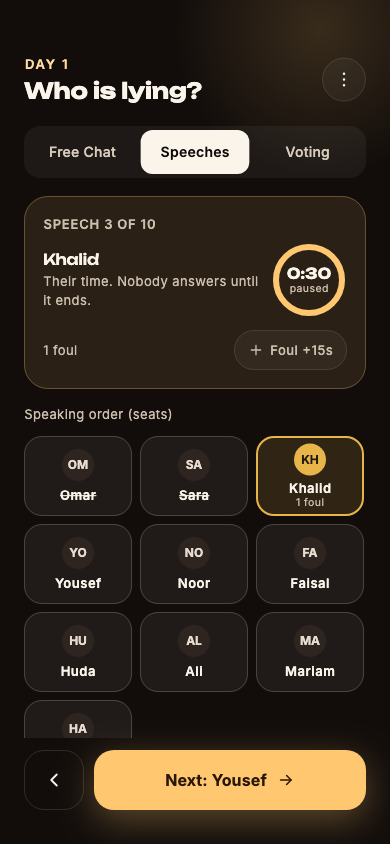 DAY 1
Who is lying?
Free Chat
Speeches
Voting
SPEECH 3 OF 10
Khalid
Their time. Nobody answers until
it ends.
0:30
paused
1 foul
+ Foul +15s
Speaking order (seats)
OM
Omar
SA
Sara
KH
Khalid
1 foul
YO
Yousef
NO
Noor
FA
Faisal
HU
Huda
AL
Ali
MA
Mariam
HA
Next: Yousef →